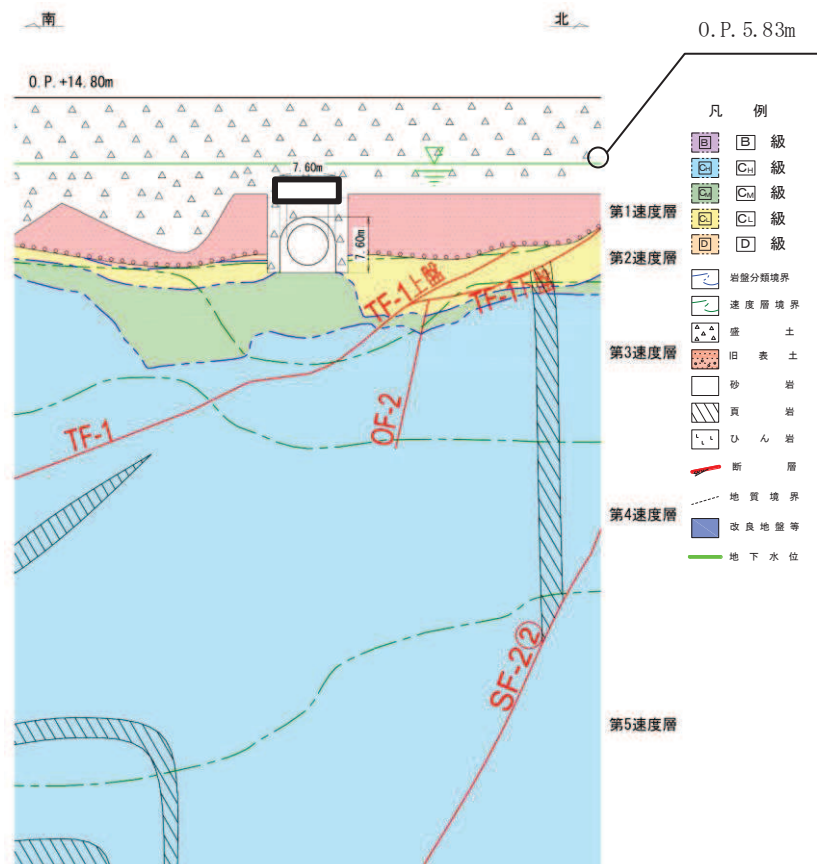 南
北
O.P.5.83m
O.P.+14.80m
7.60m
7.60m
TF-1上盤
TF-1下盤
TF-1
OF-2
SF-2②
第1速度層
第2速度層
第3速度層
第4速度層
第5速度層
凡 例
B B 級
CH CH 級
CM CM 級
CL CL 級
D D 級
岩盤分類境界
速度層境界
盛土
旧表土
砂岩
頁岩
ひん岩
断層
地質境界
改良地盤等
地下水位